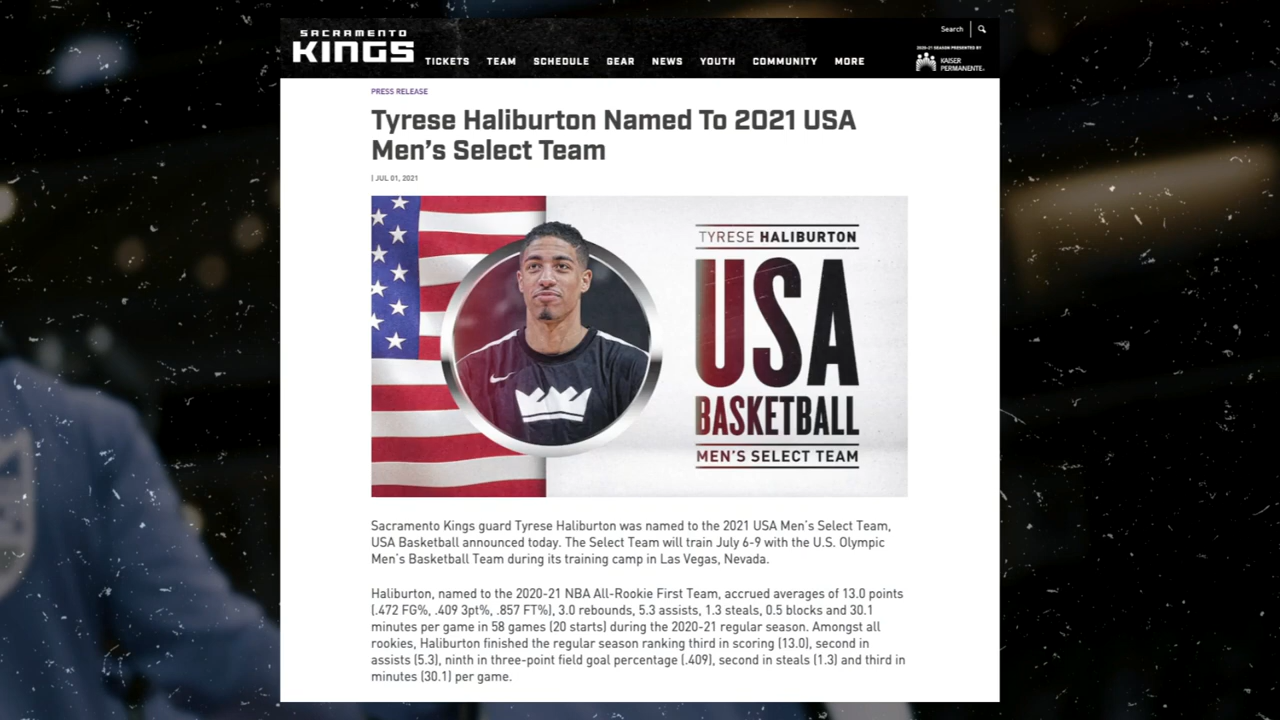 SACRAMENTO
KINGS
TICKETS TEAM SCHEDULE GEAR NEWS YOUTH COMMUNITY MORE
Search
2020-21 SEASON PRESENTED BY
KAISER
PERMANENTE.
PRESS RELEASE
Tyrese Haliburton Named To 2021 USA
Men's Select Team
| JUL 01, 2021
TYRESE HALIBURTON
USA
BASKETBALL
MEN'S SELECT TEAM
Sacramento Kings guard Tyrese Haliburton was named to the 2021 USA Men's Select Team,
USA Basketball announced today. The Select Team will train July 6-9 with the U.S. Olympic
Men's Basketball Team during its training camp in Las Vegas, Nevada.
Haliburton, named to the 2020-21 NBA All-Rookie First Team, accrued averages of 13.0 points
(.472 FG%, .409 3pt%, .857 FT%), 3.0 rebounds, 5.3 assists, 1.3 steals, 0.5 blocks and 30.1
minutes per game in 58 games (20 starts) during the 2020-21 regular season. Amongst all
rookies, Haliburton finished the regular season ranking third in scoring (13.0), second in
assists (5.3), ninth in three-point field goal percentage (.409), second in steals (1.3) and third in
minutes (30.1) per game.